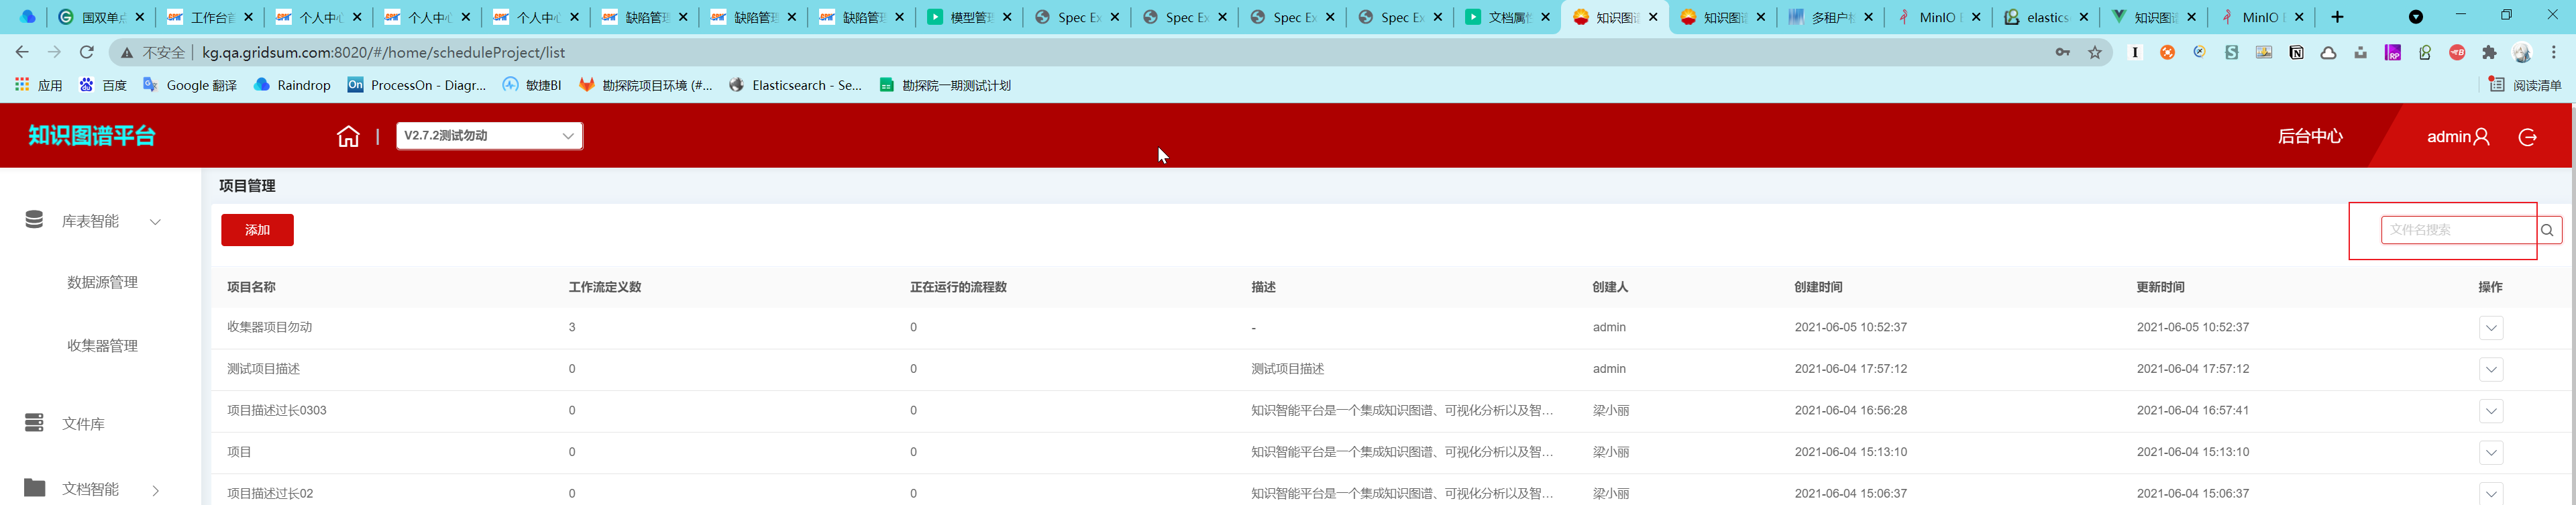 国双单点 工作台首 个人中心 个人中心 个人中心 缺陷管理 缺陷管理 缺陷管理 模型管理 Spec Ex Spec Ex Spec Ex Spec Ex 文档属性 知识图谱 知识图谱 多租户 MinIO elastics 知识图谱 MinIO
不安全 kg.qa.gridsum.com:8020/#/home/scheduleProject/list
应用 百度 Google 翻译 Raindrop ProcessOn - Diagr... 敏捷BI 勘探院项目环境 (#... Elasticsearch - Se... 勘探院一期测试计划 阅读清单
知识图谱平台 | V2.7.2测试勿动 后台中心 admin
项目管理
库表智能
添加 文件名搜索
数据源管理
收集器管理
文件库
文档智能
项目名称 工作流定义数 正在运行的流程数 描述 创建人 创建时间 更新时间 操作
收集器项目勿动 3 0 - admin 2021-06-05 10:52:37 2021-06-05 10:52:37
测试项目描述 0 0 测试项目描述 admin 2021-06-04 17:57:12 2021-06-04 17:57:12
项目描述过长0303 0 0 知识智能平台是一个集成知识图谱、可视化分析以及智... 梁小丽 2021-06-04 16:56:28 2021-06-04 16:57:41
项目 0 0 知识智能平台是一个集成知识图谱、可视化分析以及智... 梁小丽 2021-06-04 15:13:10 2021-06-04 15:13:10
项目描述过长02 0 0 知识智能平台是一个集成知识图谱、可视化分析以及智... 梁小丽 2021-06-04 15:06:37 2021-06-04 15:06:37